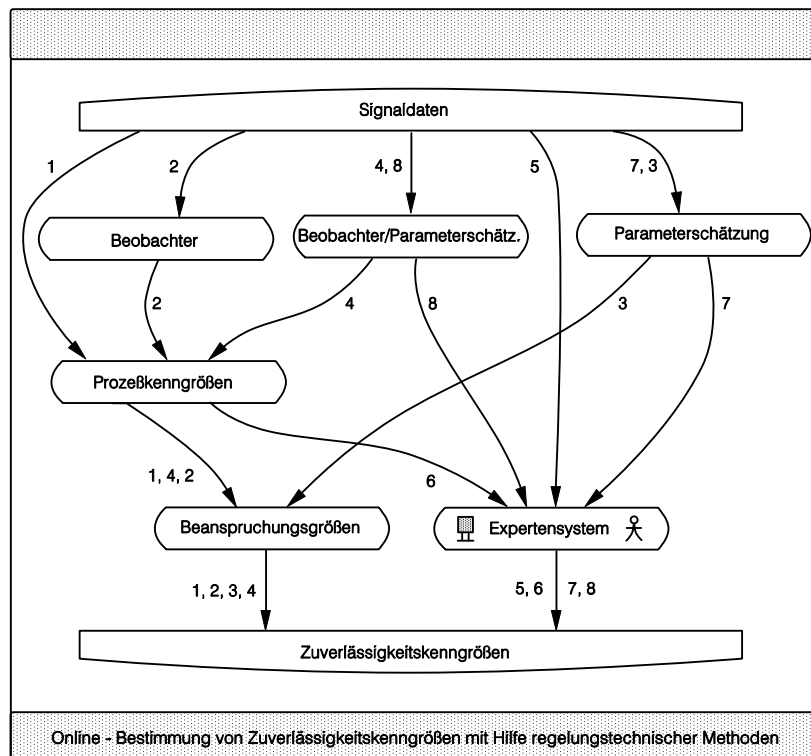 Signaldaten
1
2
4, 8
5
7, 3
Beobachter
Beobachter/Parameterschätz.
Parameterschätzung
2
4
8
3
7
Prozeßkenngrößen
1, 4, 2
6
Beanspruchungsgrößen
Expertensystem
1, 2, 3, 4
5, 6
7, 8
Zuverlässigkeitskenngrößen
Online - Bestimmung von Zuverlässigkeitskenngrößen mit Hilfe regelungstechnischer Methoden